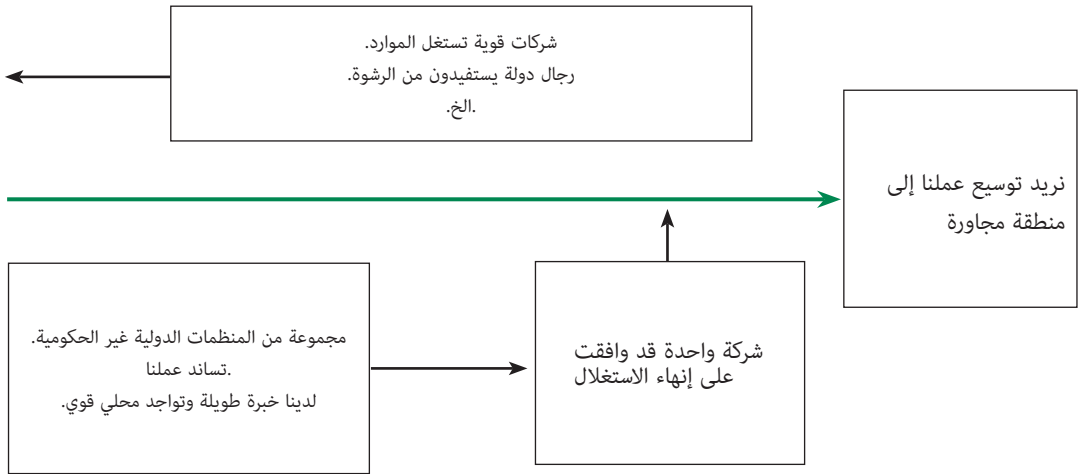 شركات قوية تستغل الموارد.
رجال دولة يستفيدون من الرشوة.
.الخ.
نريد توسيع عملنا إلى
منطقة مجاورة
شركة واحدة قد وافقت
على إنهاء الاستغلال
مجموعة من المنظمات الدولية غير الحكومية.
.تساند عملنا
لدينا خبرة طويلة وتواجد محلي قوي.